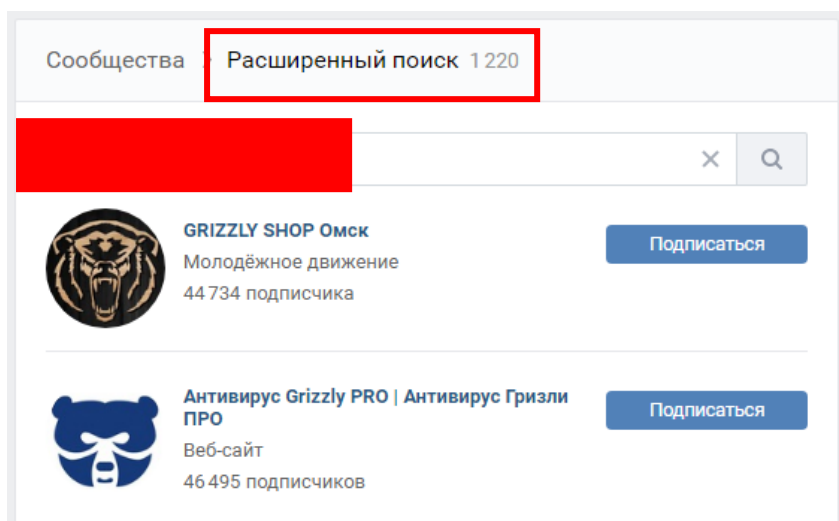 Сообщества Расширенный поиск 1 220
GRIZZLY SHOP Омск
Подписаться
Молодёжное движение
44 734 подписчика
Антивирус Grizzly PRO | Антивирус Гризли
ПРО
Подписаться
Веб-сайт
46 495 подписчиков